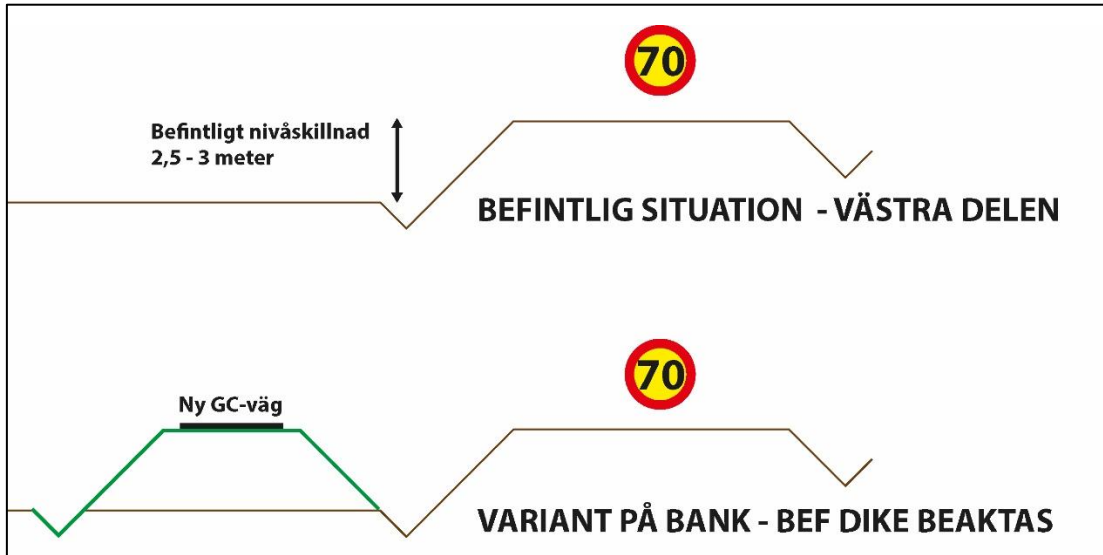 70
Befintligt nivåskillnad
2,5 - 3 meter
BEFINTLIG SITUATION - VÄSTRA DELEN
70
Ny GC-väg
VARIANT PÅ BANK - BEF DIKE BEAKTAS